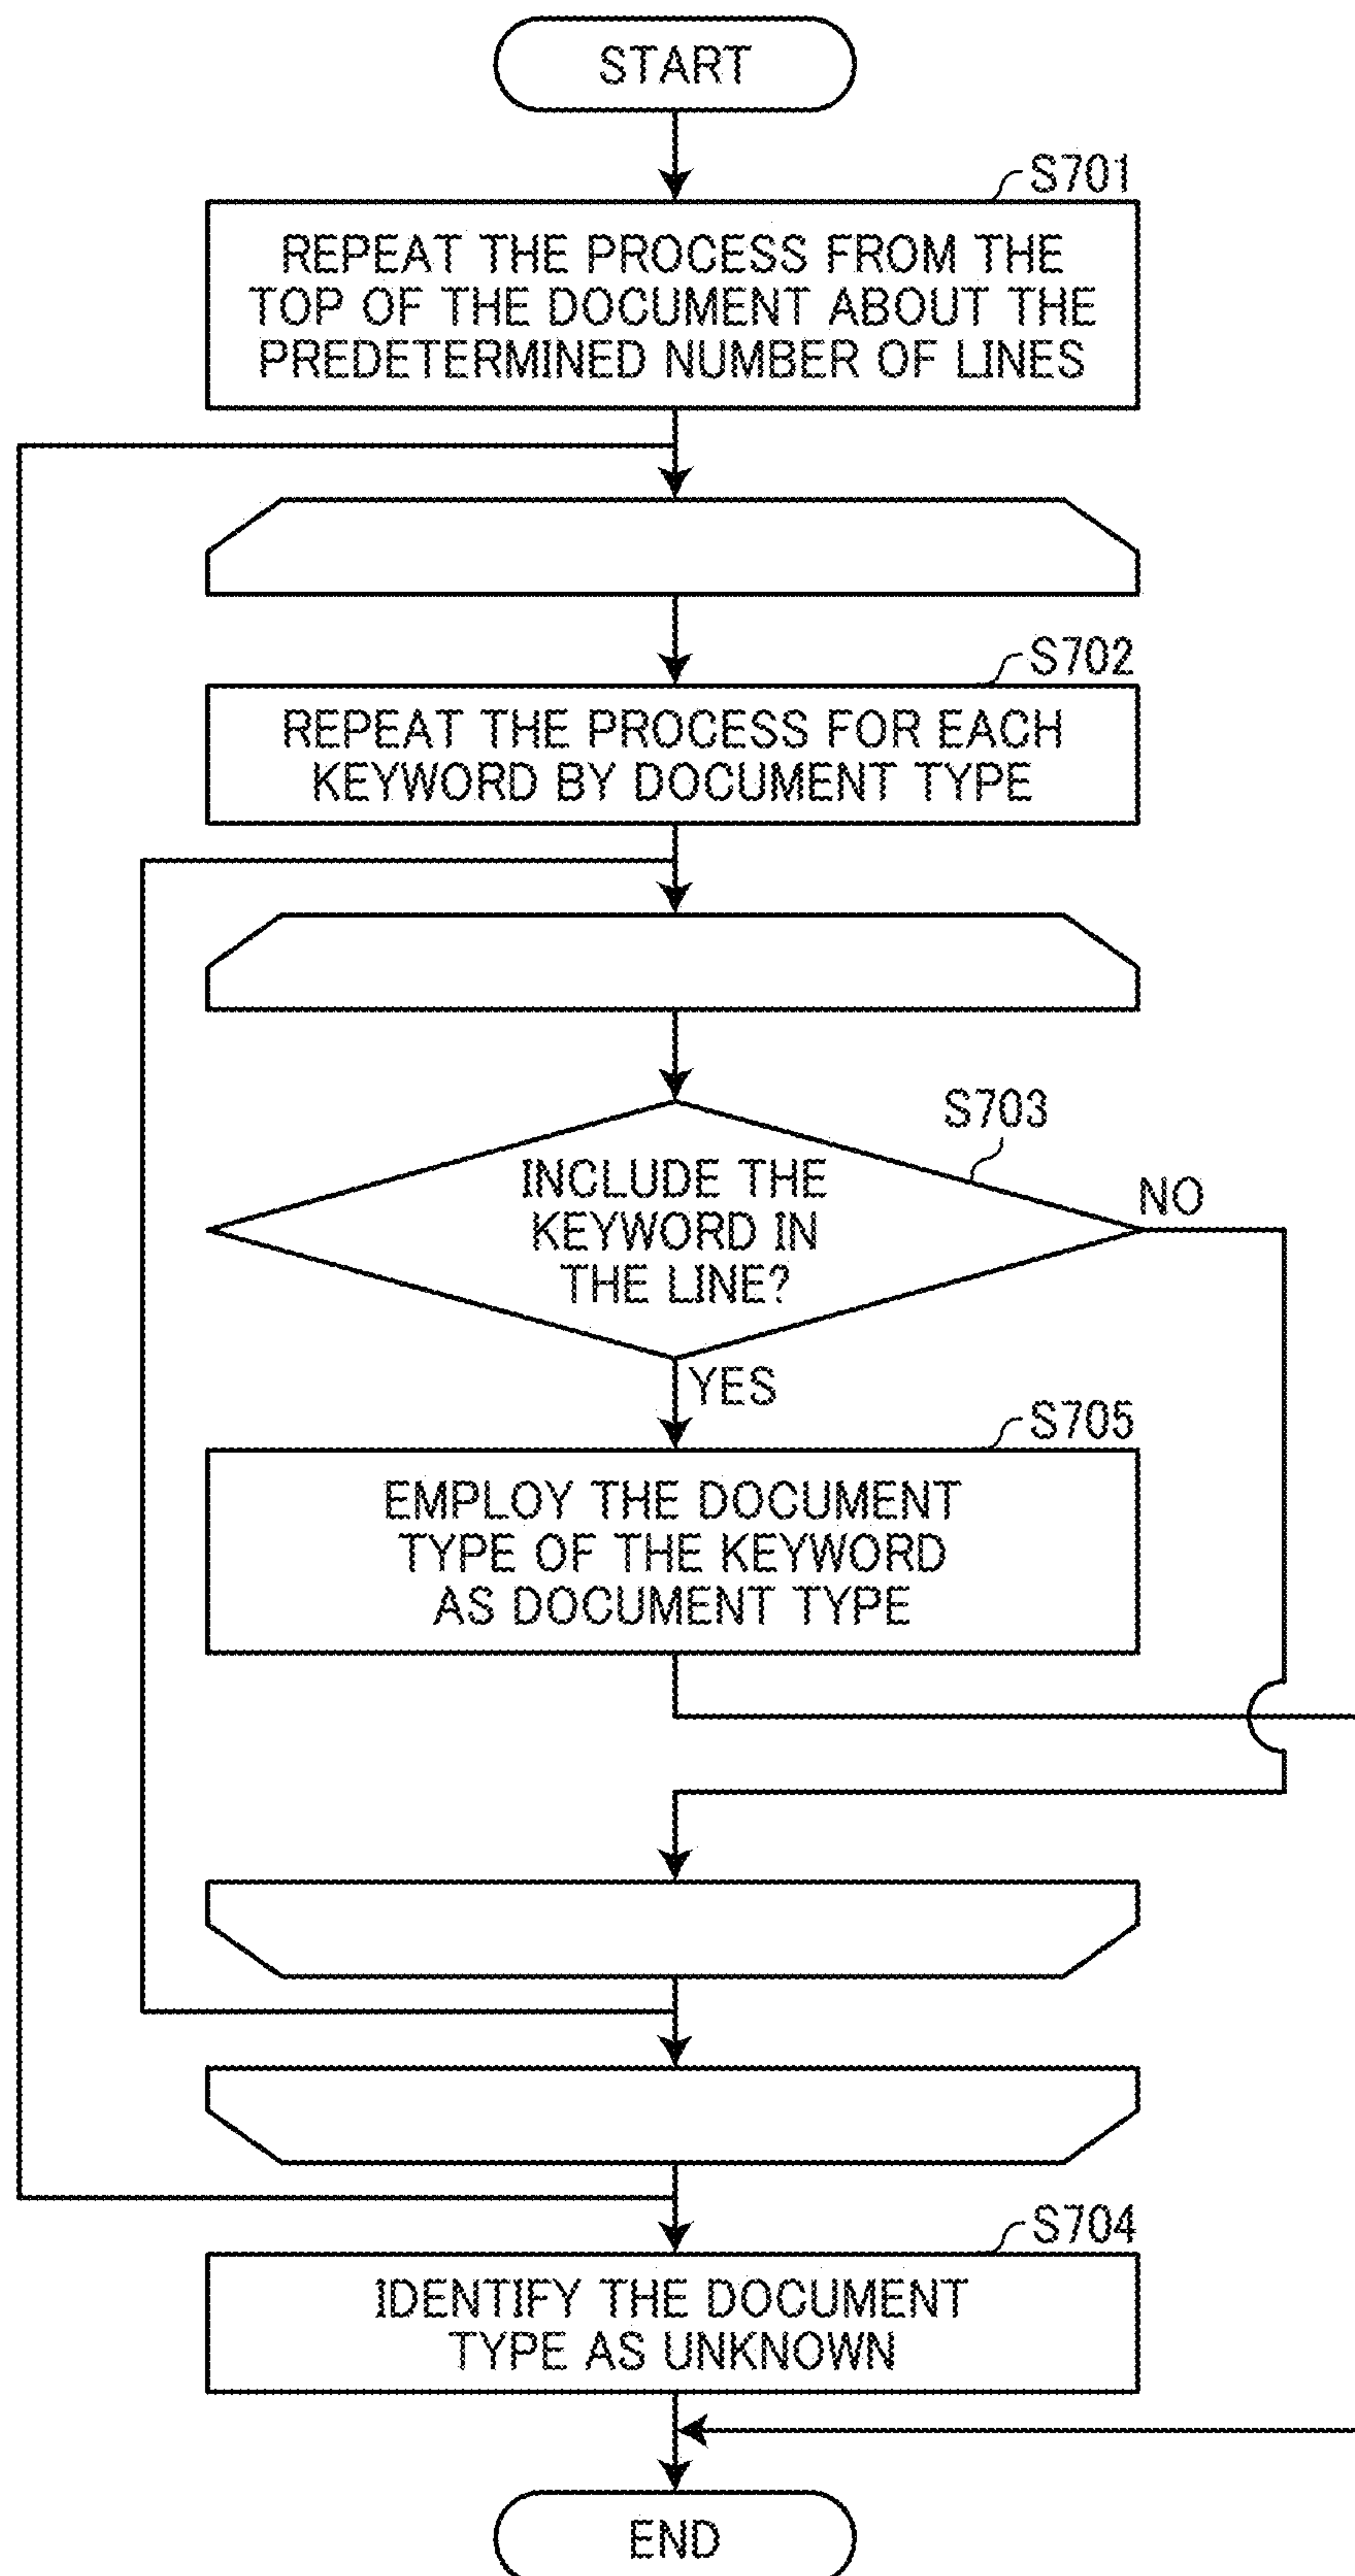 START
S701
REPEAT THE PROCESS FROM THE
TOP OF THE DOCUMENT ABOUT THE
PREDETERMINED NUMBER OF LINES
S702
REPEAT THE PROCESS FOR EACH
KEYWORD BY DOCUMENT TYPE
S703
INCLUDE THE
KEYWORD IN
THE LINE?
NO
YES
S705
EMPLOY THE DOCUMENT
TYPE OF THE KEYWORD
AS DOCUMENT TYPE
S704
IDENTIFY THE DOCUMENT
TYPE AS UNKNOWN
END